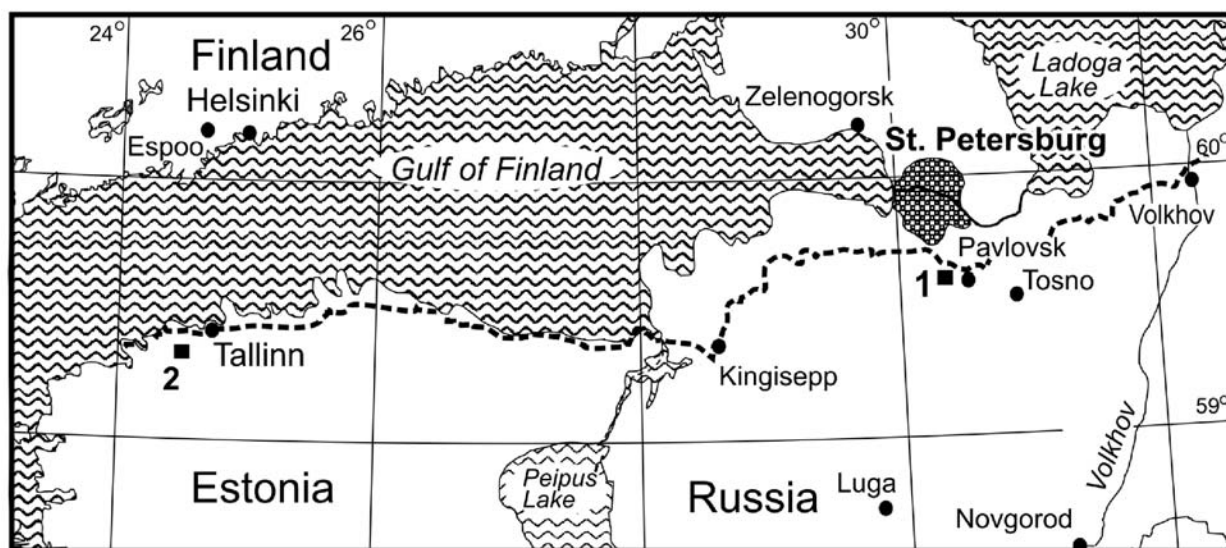 24°
26
30
Finland
Helsinki
Espoo
Ladoga
Lake
Zelenogorsk
St. Petersburg
60°
Gulf of Finland
Volkhov
Pavlovsk
1
Tosno
Tallinn
2
Kingisepp
59°
Volkhov
Estonia
Peipus
Lake
Russia
Luga
Novgorod